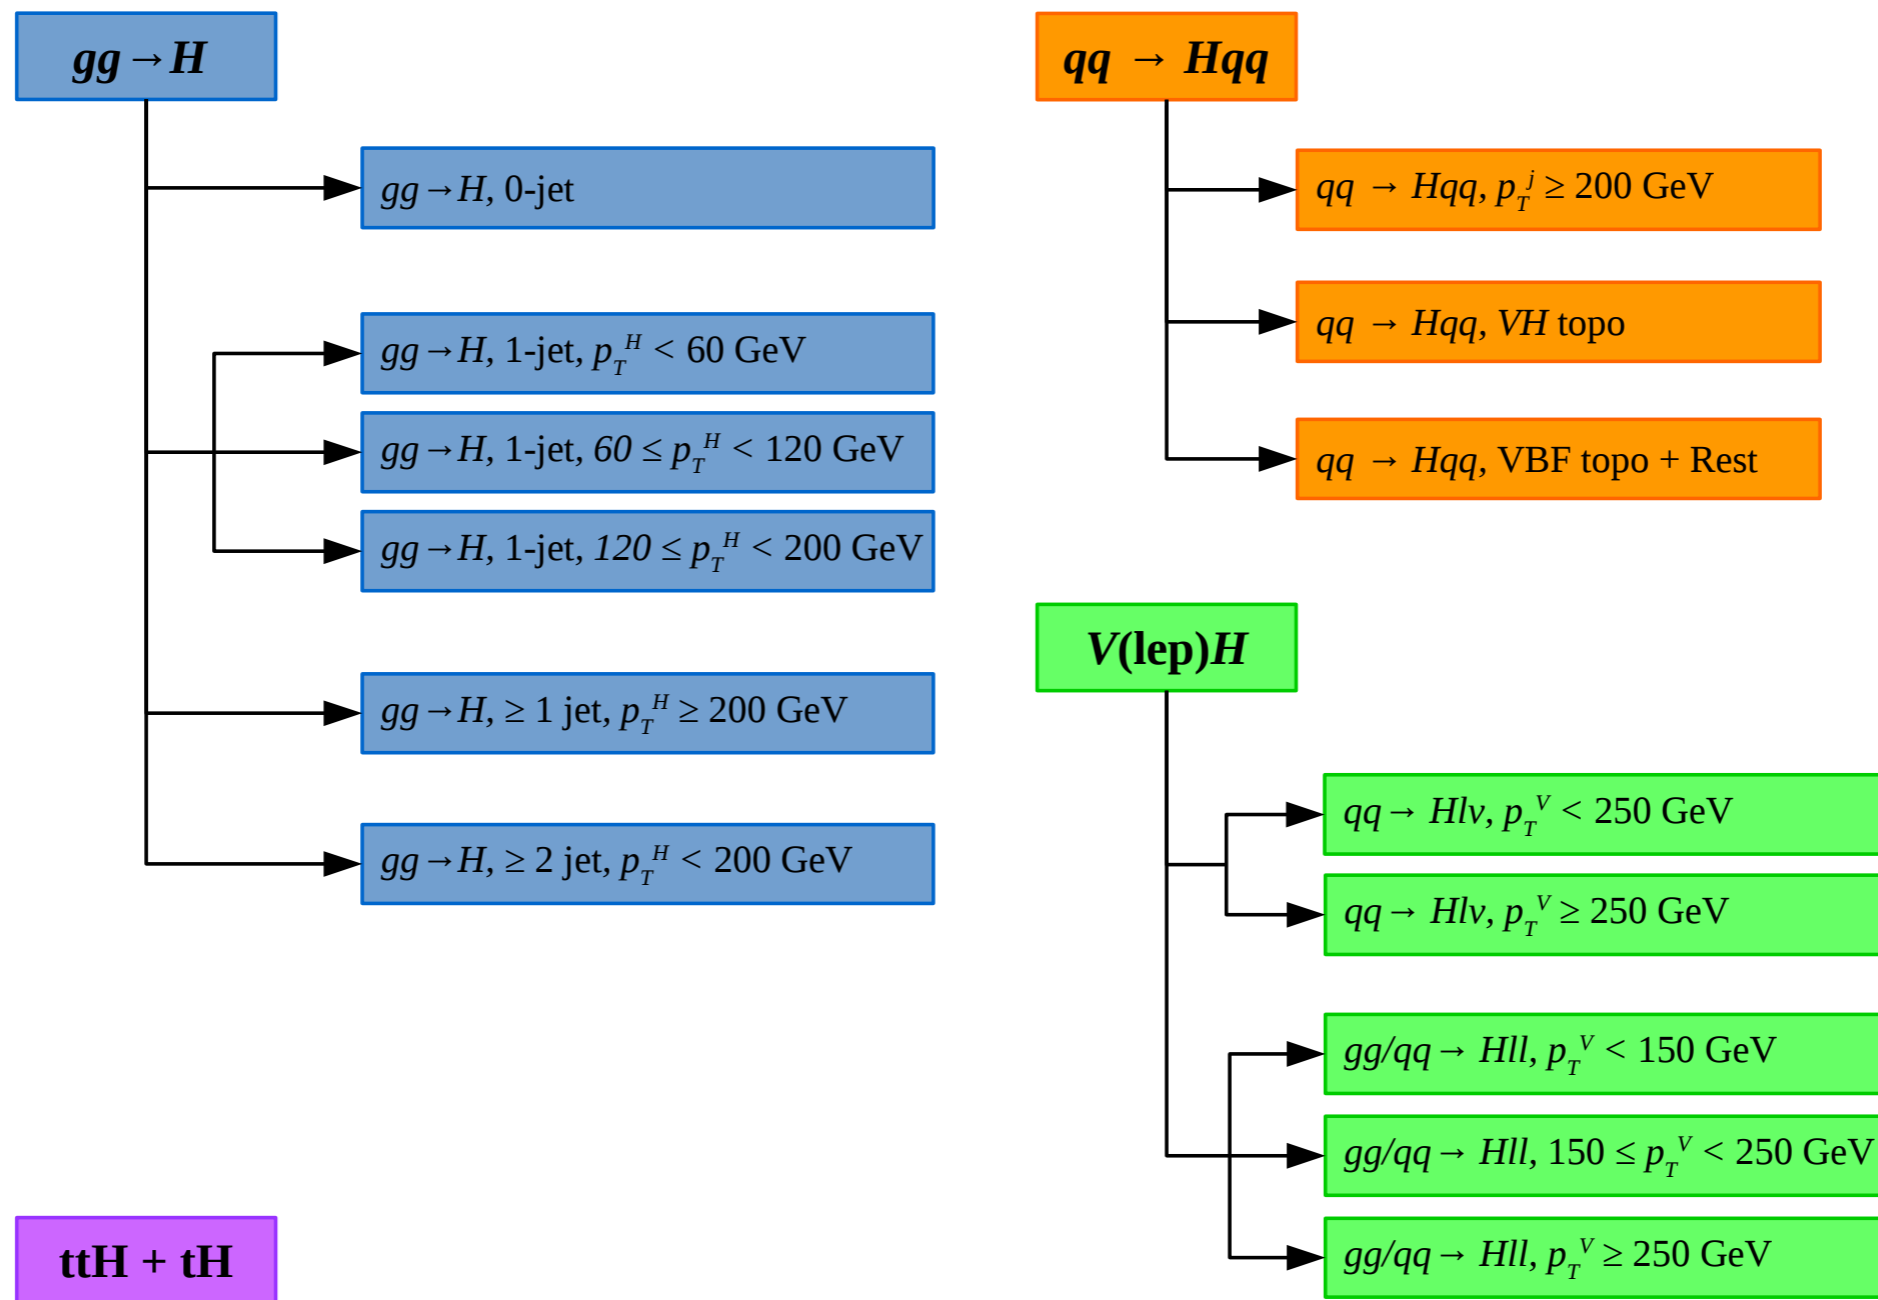 gg→H
gg→H, 0-jet
gg→H, 1-jet, p_T^H < 60 GeV
gg→H, 1-jet, 60 ≤ p_T^H < 120 GeV
gg→H, 1-jet, 120 ≤ p_T^H < 200 GeV
gg→H, ≥ 1 jet, p_T^H ≥ 200 GeV
gg→H, ≥ 2 jet, p_T^H < 200 GeV
ttH + tH
qq → Hqq
qq → Hqq, p_T^j ≥ 200 GeV
qq → Hqq, VH topo
qq → Hqq, VBF topo + Rest
V(lep)H
qq→ Hlν, p_T^V < 250 GeV
qq→ Hlν, p_T^V ≥ 250 GeV
gg/qq→ Hll, p_T^V < 150 GeV
gg/qq→ Hll, 150 ≤ p_T^V < 250 GeV
gg/qq→ Hll, p_T^V ≥ 250 GeV